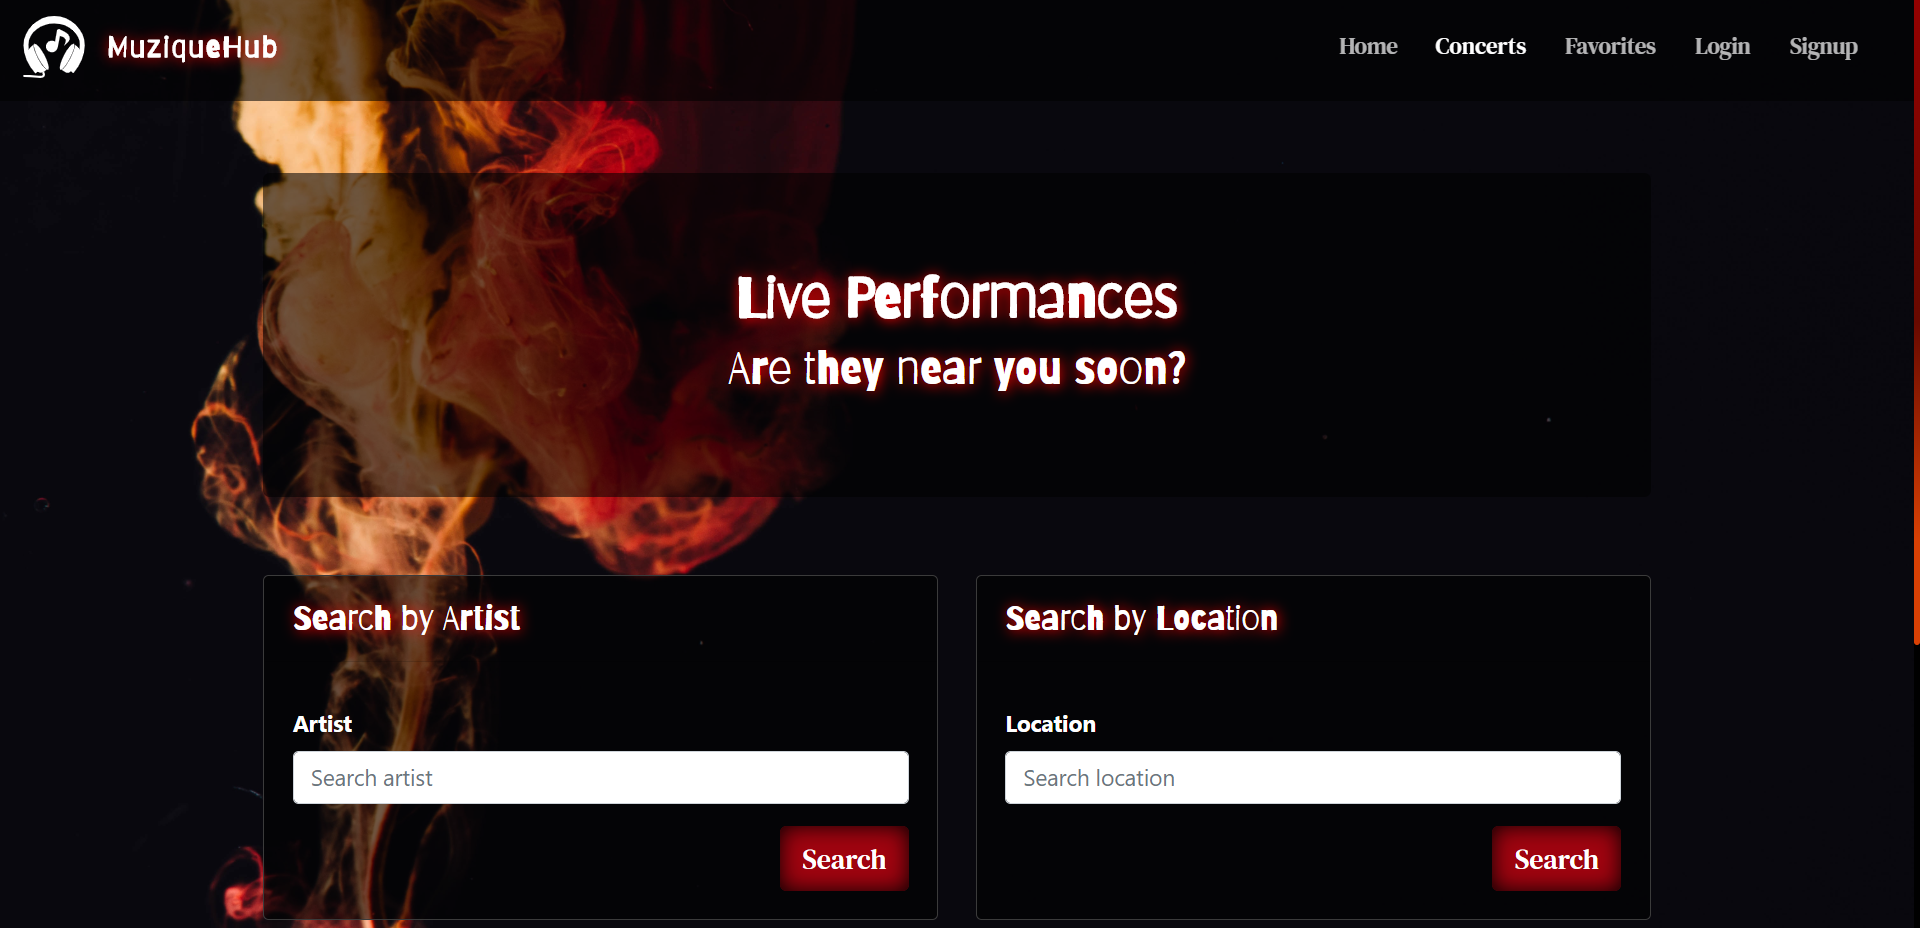 MuziqueHub
Home Concerts Favorites Login Signup
Live Performances
Are they near you soon?
Search by Artist
Artist
Search artist
Search
Search by Location
Location
Search location
Search